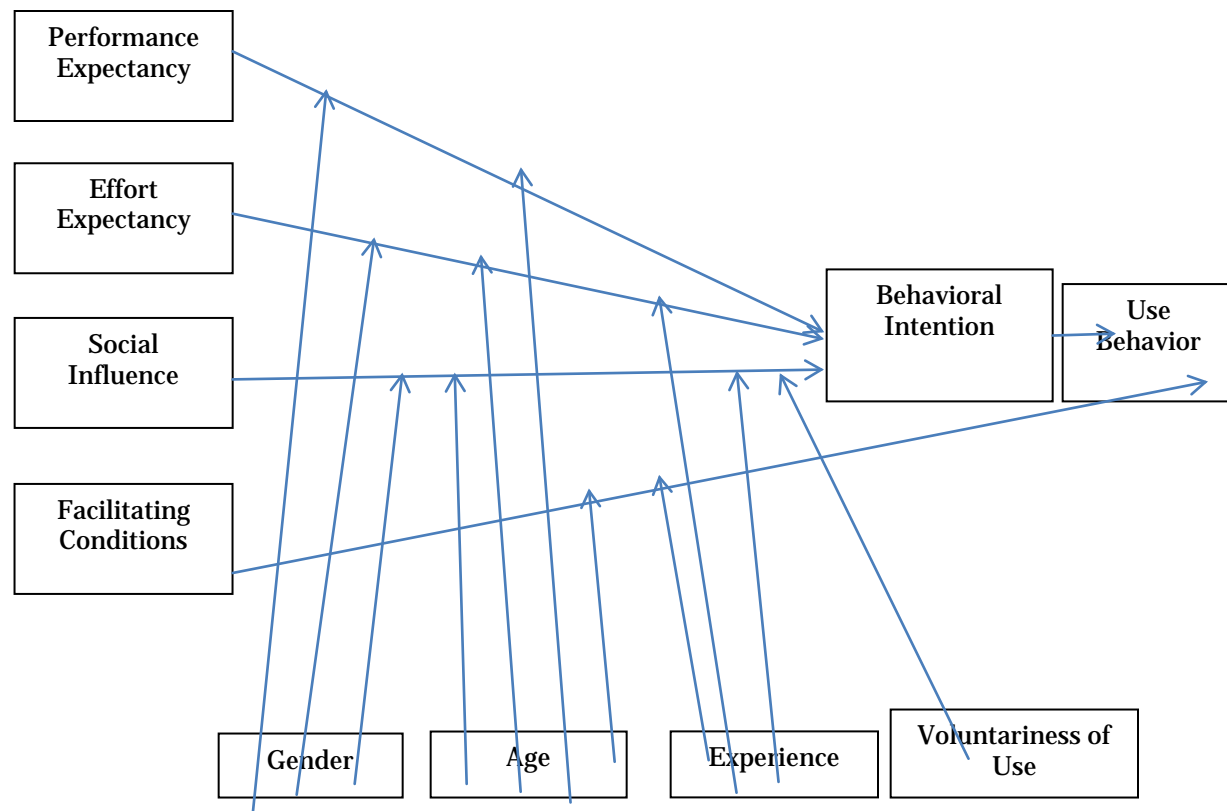 Performance
Expectancy
Effort
Expectancy
Social
Influence
Facilitating
Conditions
Behavioral
Intention
Use
Behavior
Gender
Age
Experience
Voluntariness of
Use